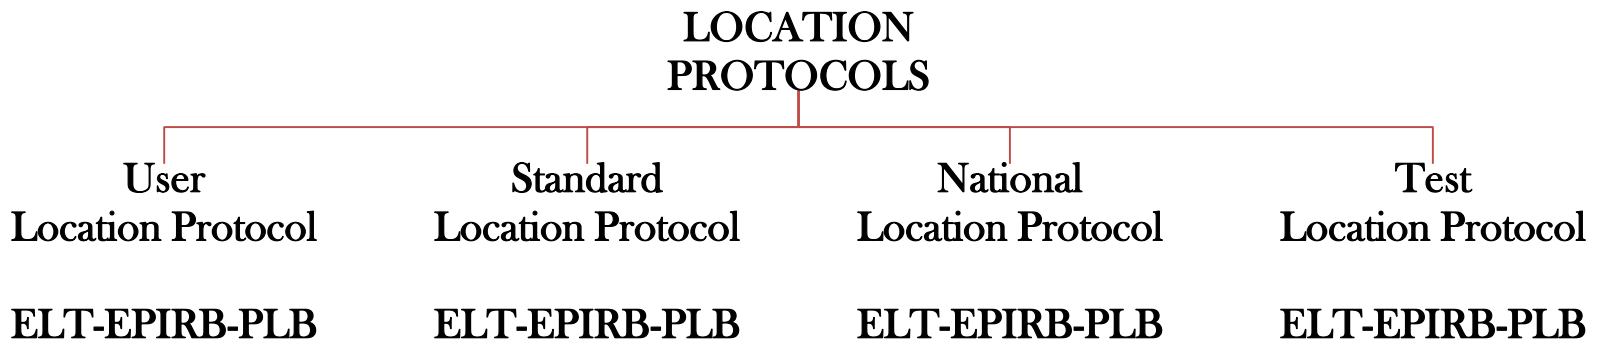 LOCATION
PROTOCOLS
User
Location Protocol
ELT-EPIRB-PLB
Standard
Location Protocol
ELT-EPIRB-PLB
National
Location Protocol
ELT-EPIRB-PLB
Test
Location Protocol
ELT-EPIRB-PLB